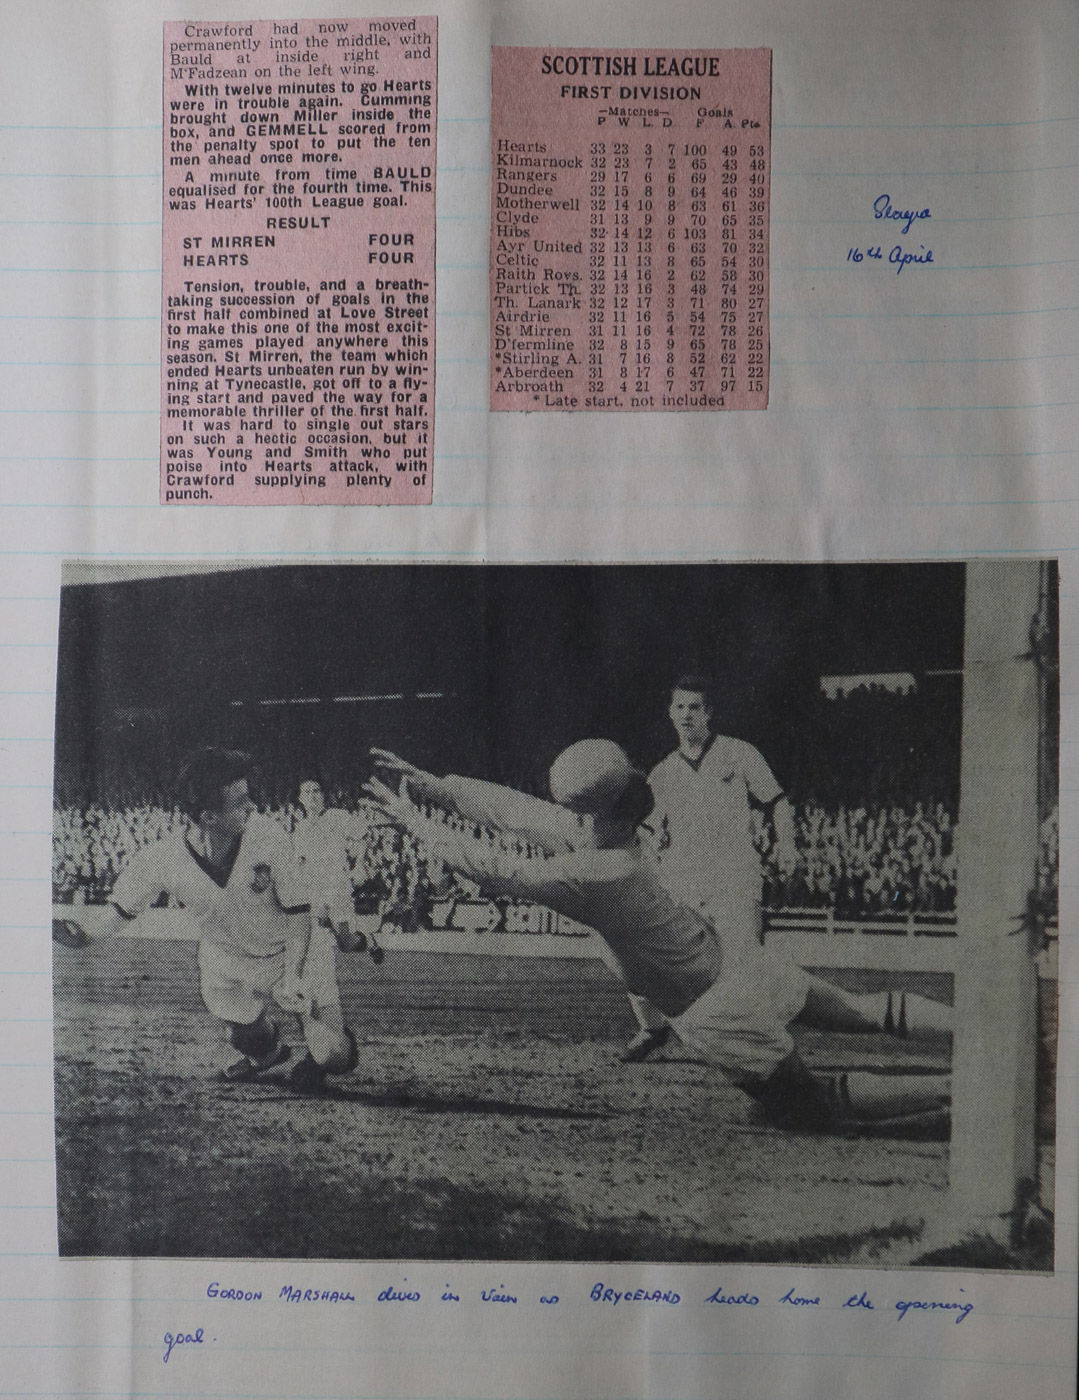 Crawford had now moved
permanently into the middle, with
Bauld at inside right and
M'Fadzean on the left wing.
With twelve minutes to go Hearts
were in trouble again. Cumming
brought down Miller inside the
box, and GEMMELL scored from
the penalty spot to put the ten
men ahead once more.
A minute from time BAULD
equalised for the fourth time. This
was Hearts' 100th League goal.
RESULT
ST MIRREN FOUR
HEARTS FOUR
Tension, trouble, and a breath-
taking succession of goals in the
first half combined at Love Street
to make this one of the most excit-
ing games played anywhere this
season. St Mirren, the team which
ended Hearts unbeaten run by win-
ning at Tynecastle, got off to a fly-
ing start and paved the way for a
memorable thriller of the first half.
It was hard to single out stars
on such a hectic occasion, but it
was Young and Smith who put
poise into Hearts attack, with
Crawford supplying plenty of
punch.
SCOTTISH LEAGUE
FIRST DIVISION
—Matches— Goals
P W L D F A Pts
Hearts 33 23 3 7 100 49 53
Kilmarnock 32 23 7 2 65 43 48
Rangers 29 17 6 6 69 29 40
Dundee 32 15 8 9 64 46 39
Motherwell 32 14 10 8 63 61 36
Clyde 31 13 9 9 70 65 35
Hibs 32 14 12 6 103 81 34
Ayr United 32 13 13 6 63 70 32
Celtic 32 11 13 8 65 54 30
Raith Rovs. 32 14 16 2 62 58 30
Partick Th. 32 13 16 3 48 74 29
Th. Lanark 32 12 17 3 71 80 27
Airdrie 32 11 16 5 54 75 27
St Mirren 31 11 16 4 72 78 26
D'fermline 32 8 15 9 65 78 25
*Stirling A. 31 7 16 8 52 62 22
*Aberdeen 31 8 17 6 47 71 22
Arbroath 32 4 21 7 37 97 15
* Late start, not included
16th April
SCOTTISH
GORDON MARSHALL dives in vain as BRYCELAND heads home the opening
goal.